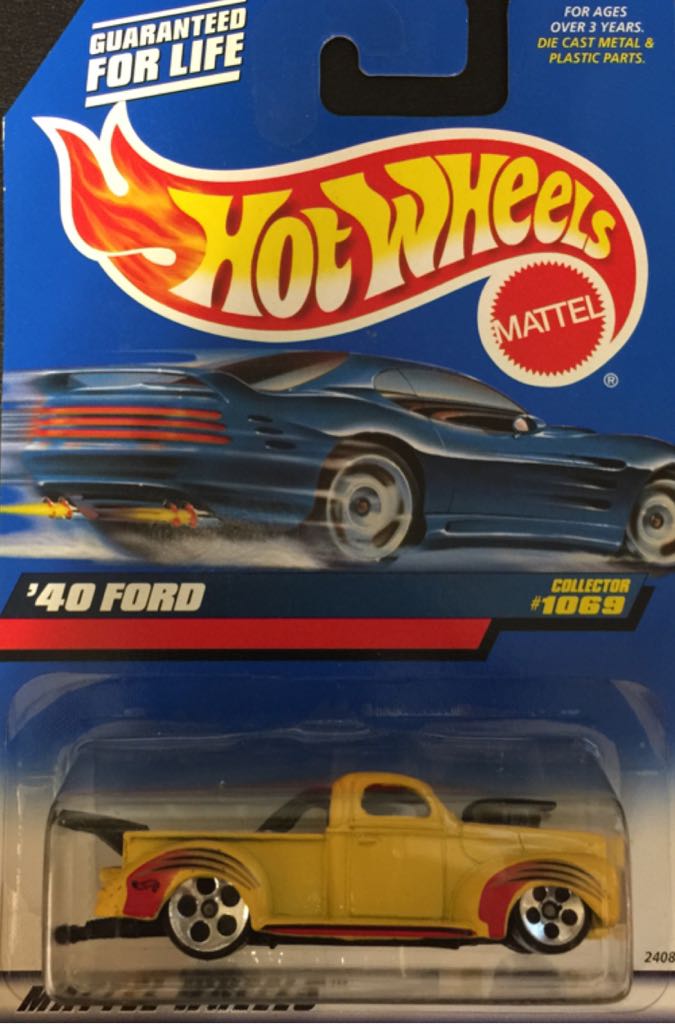 GUARANTEED
FOR LIFE
FOR AGES
OVER 3 YEARS.
DIE CAST METAL &
PLASTIC PARTS.
HOT WHEELS
MATTEL
®
'40 FORD
COLLECTOR
#1069
2408